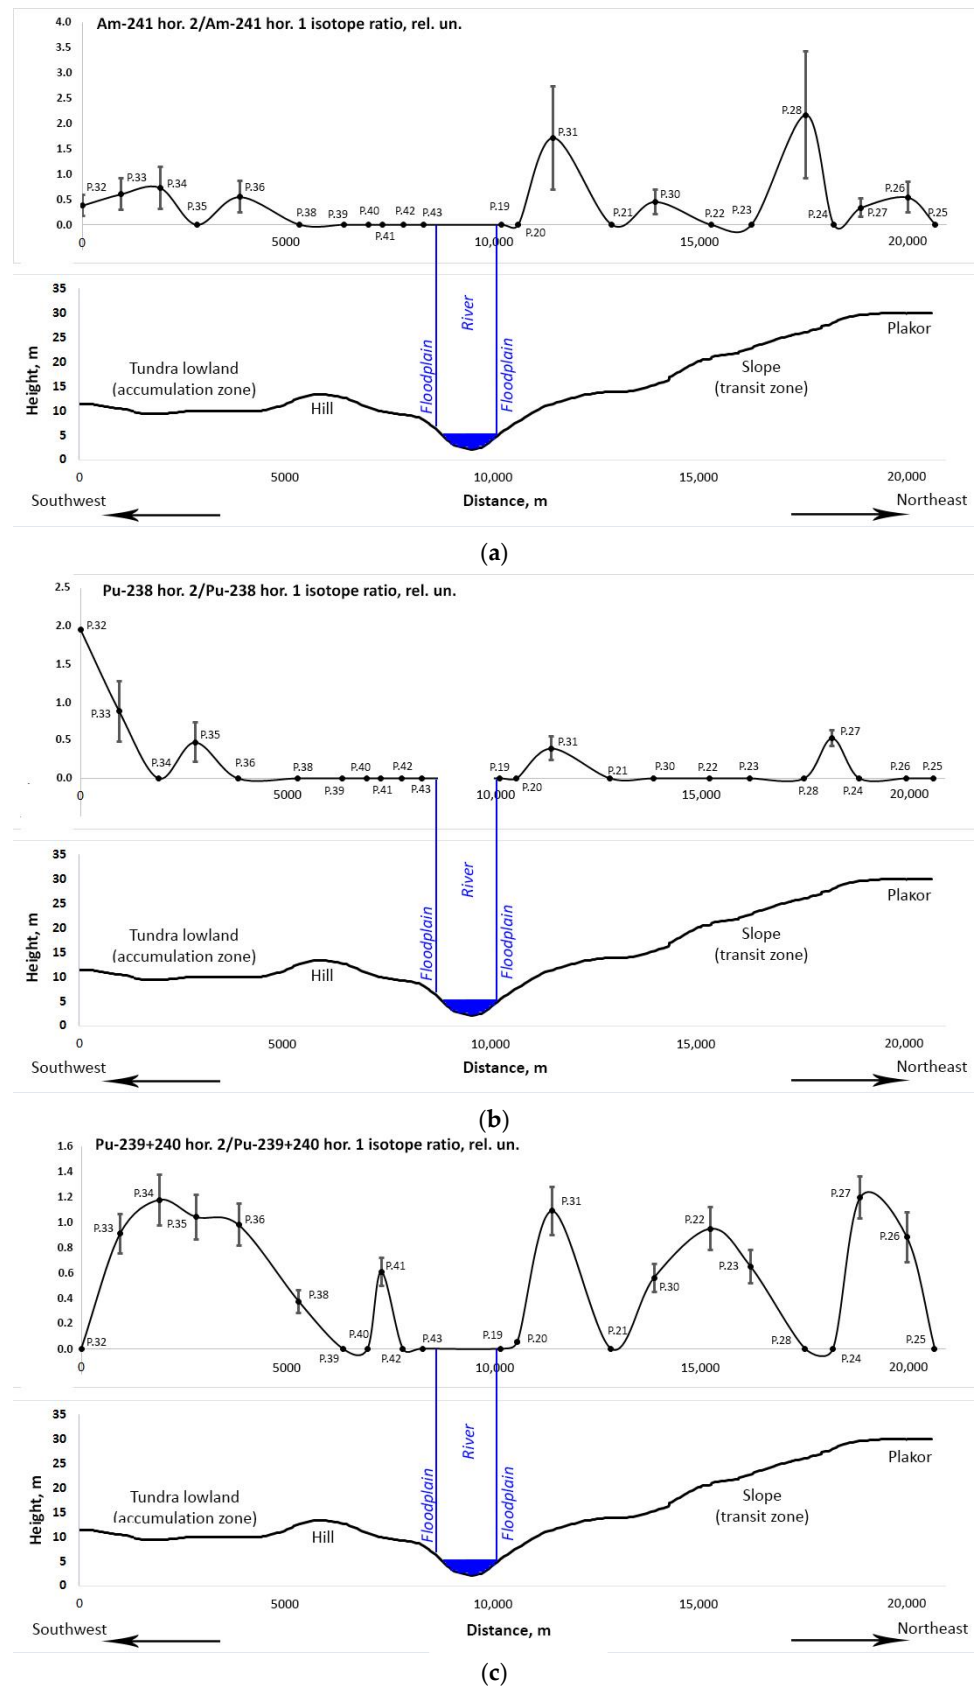 Am-241 hor. 2/Am-241 hor. 1 isotope ratio, rel. un.
4.0
3.5
3.0
2.5
2.0
1.5
1.0
0.5
0.0
P.32
P.33
P.34
P.35
P.36
P.38
P.39
P.40
P.41
P.42
P.43
P.19
P.20
P.31
P.21
P.30
P.22
P.23
P.28
P.24
P.27
P.26
P.25
0
5000
10,000
15,000
20,000
Height, m
35
30
25
20
15
10
5
0
Tundra lowland
(accumulation zone)
Hill
Floodplain
River
Floodplain
Slope
(transit zone)
Plakor
0
5000
10,000
15,000
20,000
Southwest
Distance, m
Northeast
(a)
Pu-238 hor. 2/Pu-238 hor. 1 isotope ratio, rel. un.
2.5
2.0
1.5
1.0
0.5
0.0
P.32
P.33
P.34
P.35
P.36
P.38
P.39
P.40
P.41
P.42
P.43
P.19
P.20
P.31
P.21
P.30
P.22
P.23
P.28
P.27
P.24
P.26
P.25
0
5000
10,000
15,000
20,000
Height, m
35
30
25
20
15
10
5
0
Tundra lowland
(accumulation zone)
Hill
Floodplain
River
Floodplain
Slope
(transit zone)
Plakor
0
5000
10,000
15,000
20,000
Southwest
Distance, m
Northeast
(b)
Pu-239+240 hor. 2/Pu-239+240 hor. 1 isotope ratio, rel. un.
1.6
1.4
1.2
1.0
0.8
0.6
0.4
0.2
0.0
P.32
P.33
P.34
P.35
P.36
P.38
P.39
P.40
P.41
P.42
P.43
P.19
P.20
P.31
P.21
P.30
P.22
P.23
P.28
P.24
P.27
P.26
P.25
0
5000
10,000
15,000
20,000
Height, m
35
30
25
20
15
10
5
0
Tundra lowland
(accumulation zone)
Hill
Floodplain
River
Floodplain
Slope
(transit zone)
Plakor
0
5000
10,000
15,000
20,000
Southwest
Distance, m
Northeast
(c)